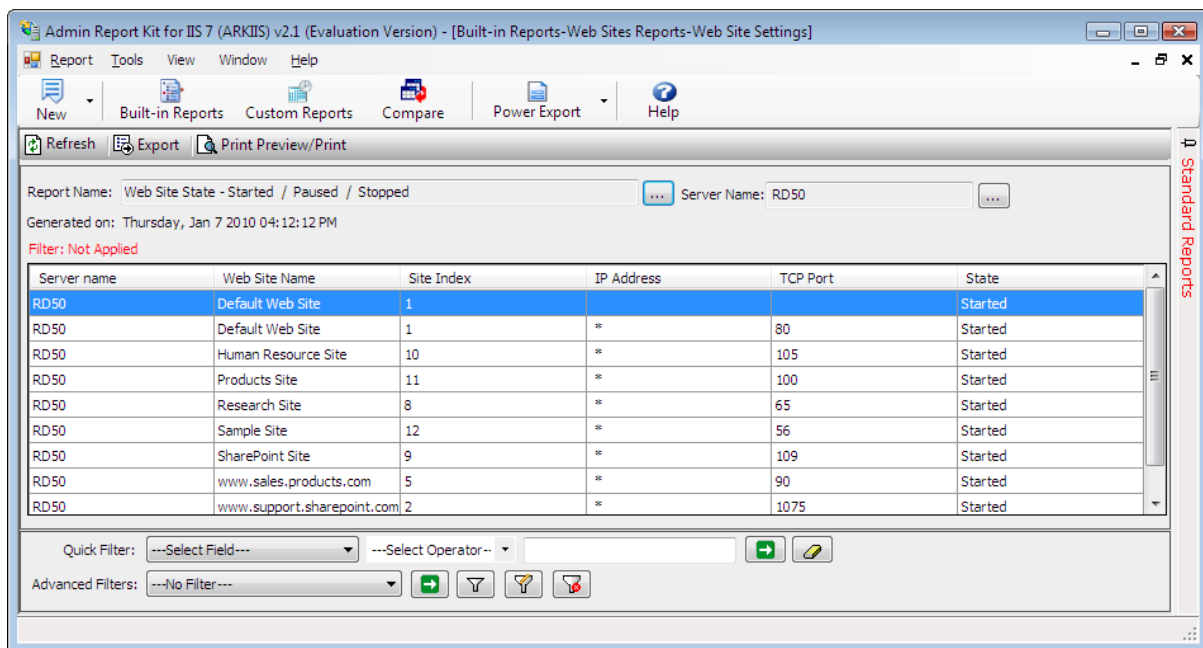 Admin Report Kit for IIS 7 (ARKIIS) v2.1 (Evaluation Version) - [Built-in Reports-Web Sites Reports-Web Site Settings]
Report Tools View Window Help
New Built-in Reports Custom Reports Compare Power Export Help
Refresh Export Print Preview/Print
Standard Reports
Report Name: Web Site State - Started / Paused / Stopped ... Server Name: RD50 ...
Generated on: Thursday, Jan 7 2010 04:12:12 PM
Filter: Not Applied
Server name Web Site Name Site Index IP Address TCP Port State
RD50 Default Web Site 1 Started
RD50 Default Web Site 1 * 80 Started
RD50 Human Resource Site 10 * 105 Started
RD50 Products Site 11 * 100 Started
RD50 Research Site 8 * 65 Started
RD50 Sample Site 12 * 56 Started
RD50 SharePoint Site 9 * 109 Started
RD50 www.sales.products.com 5 * 90 Started
RD50 www.support.sharepoint.com 2 * 1075 Started
Quick Filter: ---Select Field--- ---Select Operator--
Advanced Filters: ---No Filter---